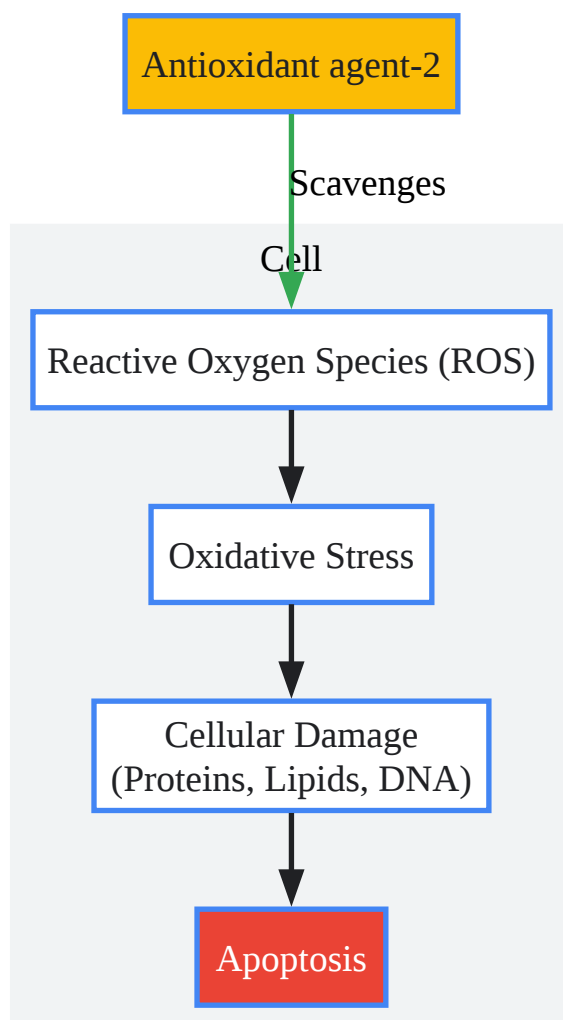 Antioxidant agent-2
Scavenges
Cell
Reactive Oxygen Species (ROS)
Oxidative Stress
Cellular Damage
(Proteins, Lipids, DNA)
Apoptosis